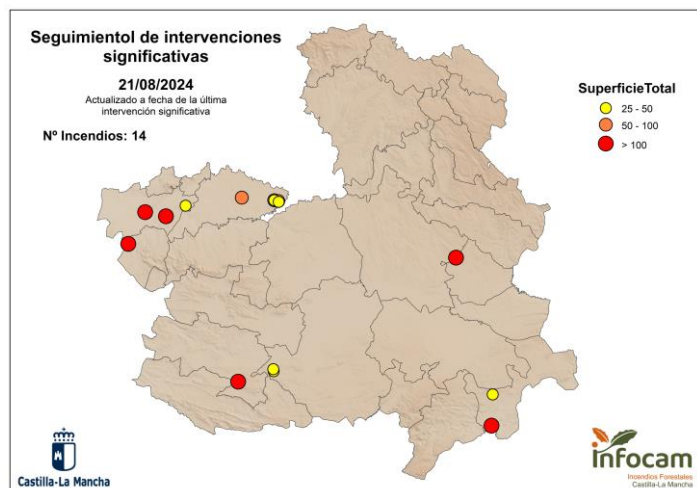 Seguimientol de intervenciones
significativas
21/08/2024
Actualizado a fecha de la última
intervención significativa
Nº Incendios: 14
SuperficieTotal
25 - 50
50 - 100
> 100
Castilla-La Mancha
infocam
Incendios Forestales
Castilla-La Mancha